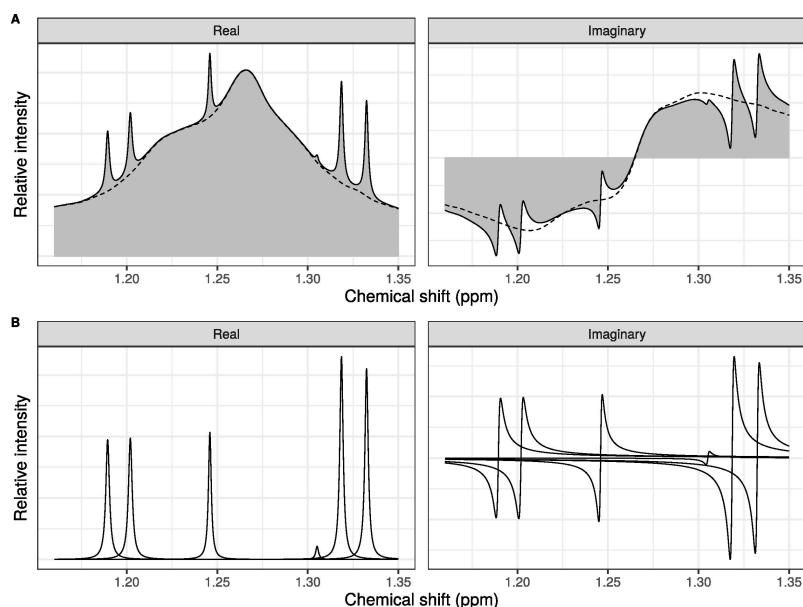 A
Real
Imaginary
Relative intensity
1.20
1.25
1.30
1.35
1.20
1.25
1.30
1.35
Chemical shift (ppm)
B
Real
Imaginary
Relative intensity
1.20
1.25
1.30
1.35
1.20
1.25
1.30
1.35
Chemical shift (ppm)